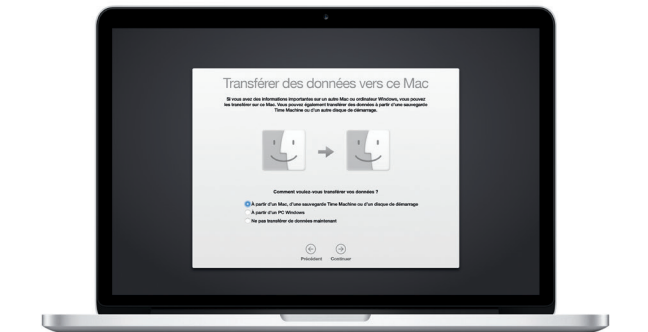 Transférer des données vers ce Mac
Si vous avez des informations importantes sur un autre Mac ou ordinateur Windows, vous pouvez
les transférer sur ce Mac. Vous pouvez également transférer des données à partir d'une sauvegarde
Time Machine ou d'un autre disque de démarrage.
Comment voulez-vous transférer vos données ?
À partir d'un Mac, d'une sauvegarde Time Machine ou d'un disque de démarrage
À partir d'un PC Windows
Ne pas transférer de données maintenant
Précédent Continuer